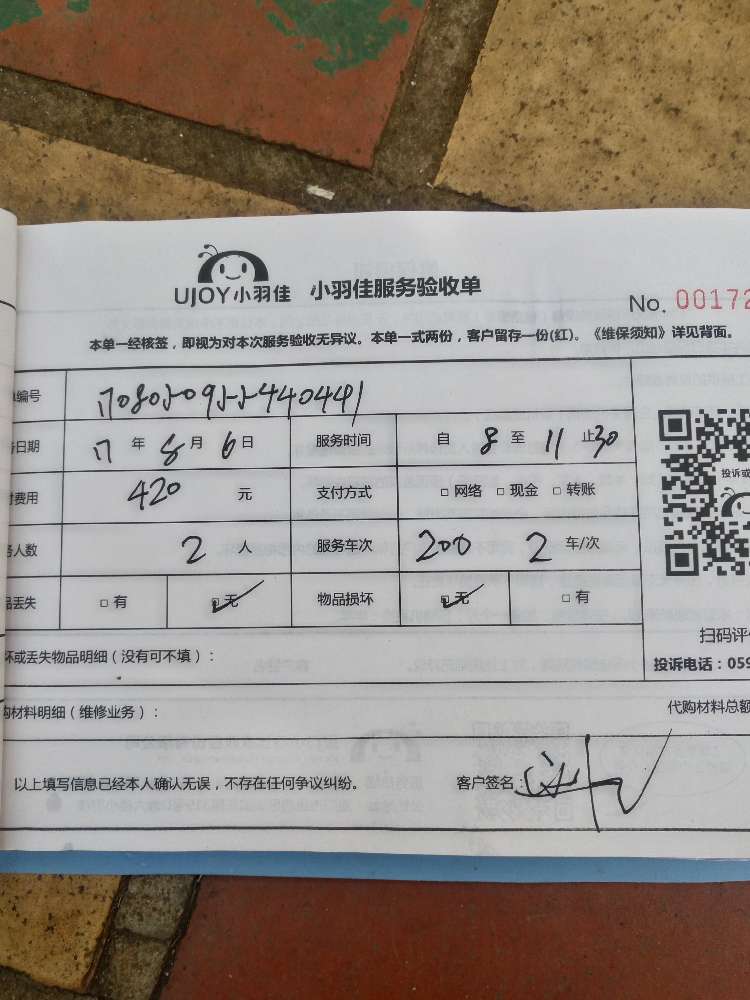 UJOY小羽佳 小羽佳服务验收单
No. 00172
本单一经核签，即视为对本次服务验收无异议。本单一式两份，客户留存一份(红)。《维保须知》详见背面。
编号
日期 17 年 8 月 6 日 服务时间 自 8 至 11 止 30
费用 420 元 支付方式 □ 网络 □ 现金 □ 转账
人数 2 人 服务车次 200 2 车/次
丢失 □ 有 ☑ 无 物品损坏 ☑ 无 □ 有
投诉或
扫码评
坏或丢失物品明细（没有可不填）：
投诉电话：059
购材料明细（维修业务）：
代购材料总额
以上填写信息已经本人确认无误，不存在任何争议纠纷。 客户签名：